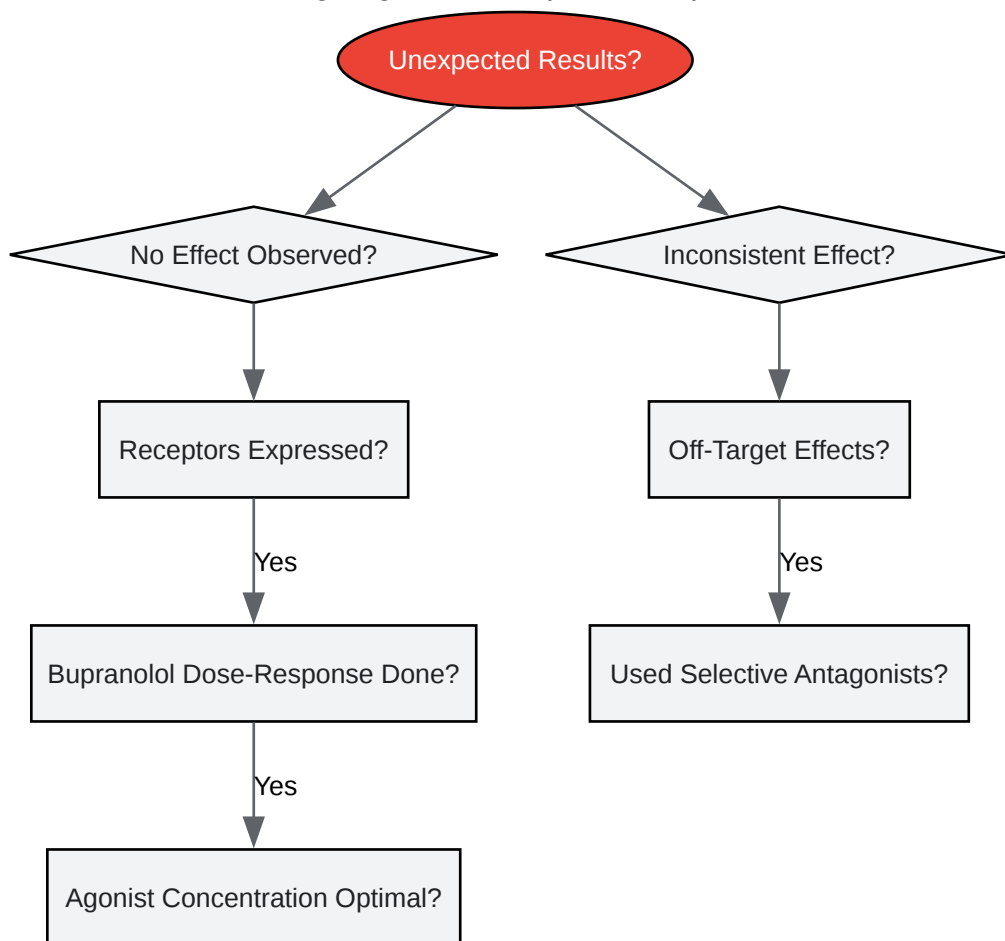 Unexpected Results?
No Effect Observed?
Inconsistent Effect?
Receptors Expressed?
Off-Target Effects?
Yes
Yes
Bupranolol Dose-Response Done?
Used Selective Antagonists?
Yes
Agonist Concentration Optimal?